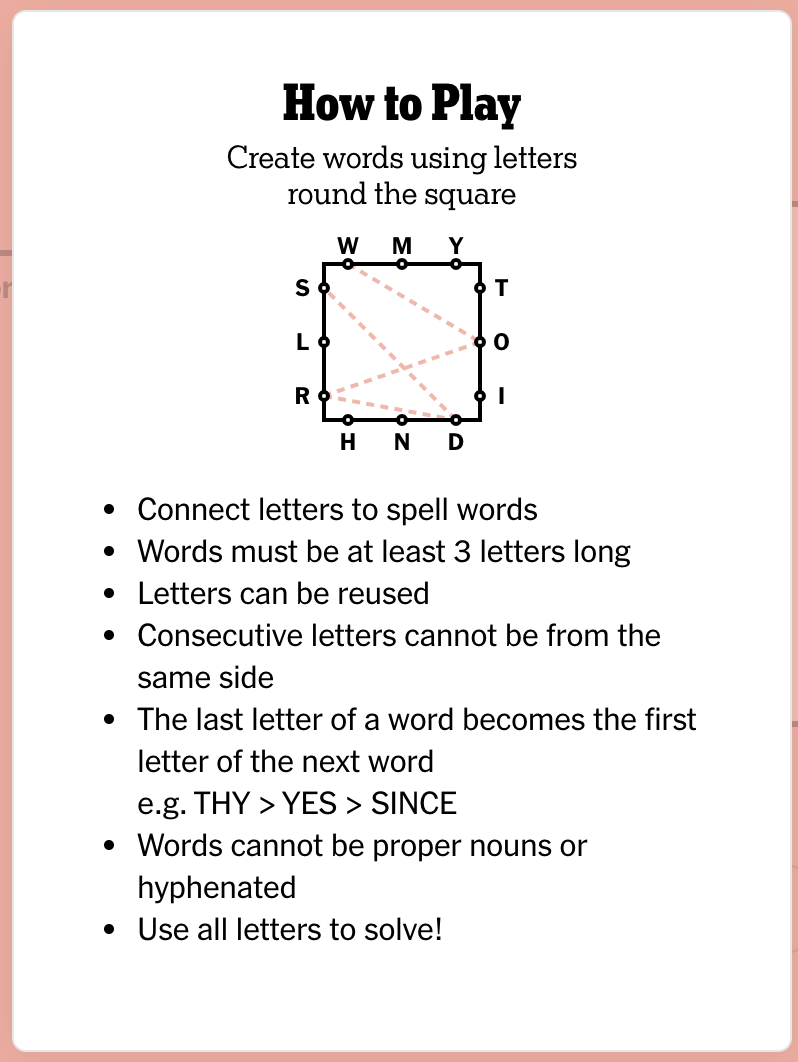 How to Play
Create words using letters
round the square
W M Y
S T
L O
R I
H N D
• Connect letters to spell words
• Words must be at least 3 letters long
• Letters can be reused
• Consecutive letters cannot be from the
same side
• The last letter of a word becomes the first
letter of the next word
e.g. THY > YES > SINCE
• Words cannot be proper nouns or
hyphenated
• Use all letters to solve!